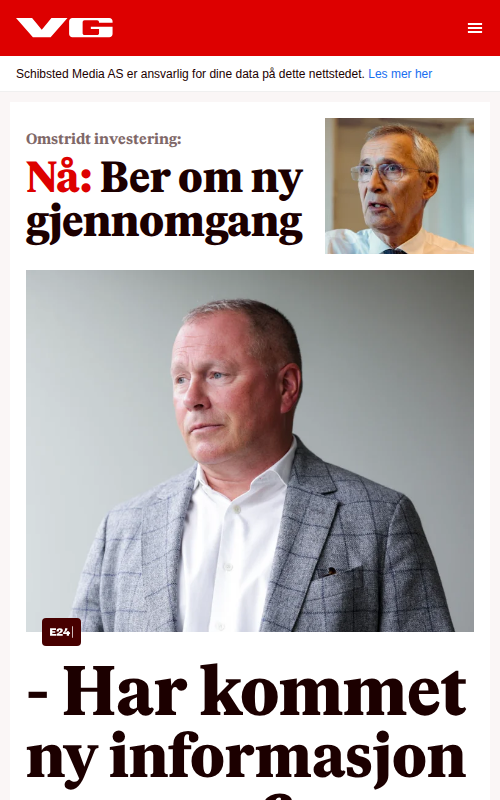 VG
Schibsted Media AS er ansvarlig for dine data på dette nettstedet. Les mer her
Omstridt investering:
Nå: Ber om ny
gjennomgang
E24
- Har kommet
ny informasjon